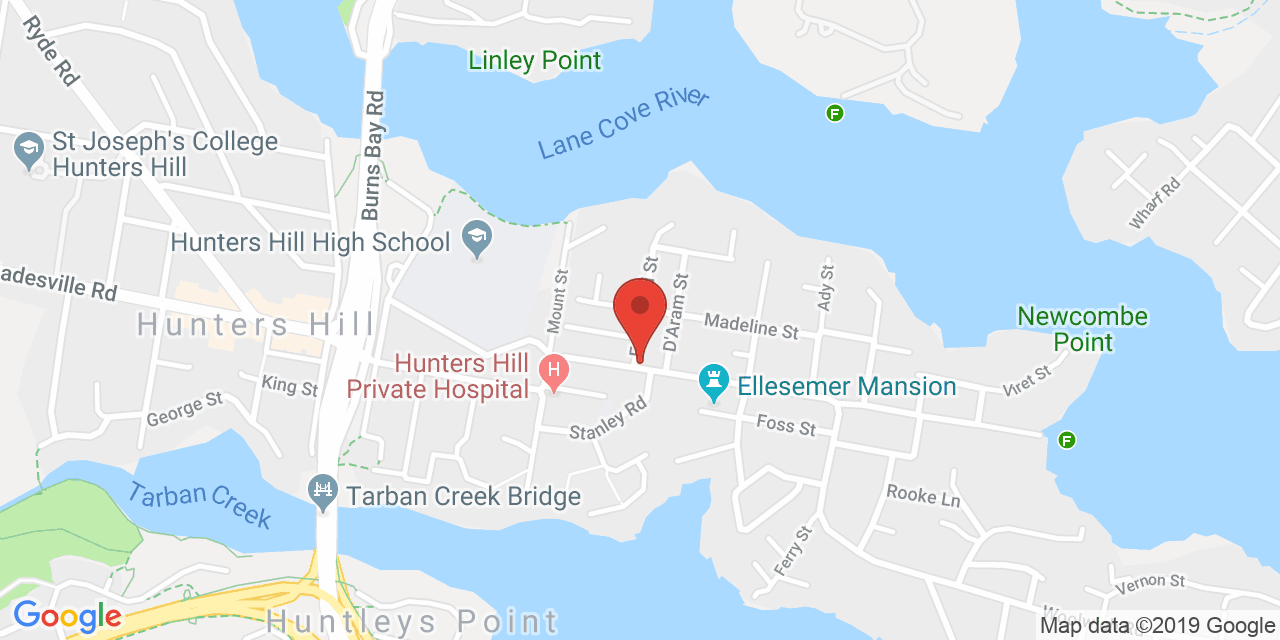 Ryde Rd
Linley Point
Lane Cove River
F
St Joseph's College
Hunters Hill
Burns Bay Rd
Wharf Rd
Hunters Hill High School
adesville Rd
Mount St
St
D'Aram St
Ady St
Hunters Hill
Madeline St
Newcombe
Point
Hunters Hill
Private Hospital
H
King St
George St
Ellesemer Mansion
Vret St
Stanley Rd
Foss St
F
Tarban Creek
Tarban Creek Bridge
Rooke Ln
Ferry St
Vernon St
Google
Huntleys Point
Map data ©2019 Google